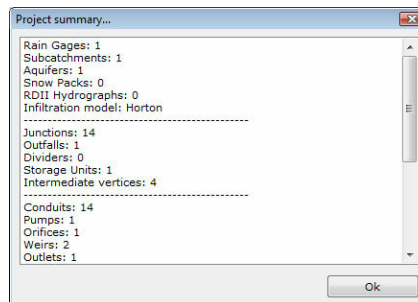 Project summary...
Rain Gages: 1
Subcatchments: 1
Aquifers: 1
Snow Packs: 0
RDII Hydrographs: 0
Infiltration model: Horton
------------------------------------------------
Junctions: 14
Outfalls: 1
Dividers: 0
Storage Units: 1
Intermediate vertices: 4
------------------------------------------------
Conduits: 14
Pumps: 1
Orifices: 1
Weirs: 2
Outlets: 1
Ok